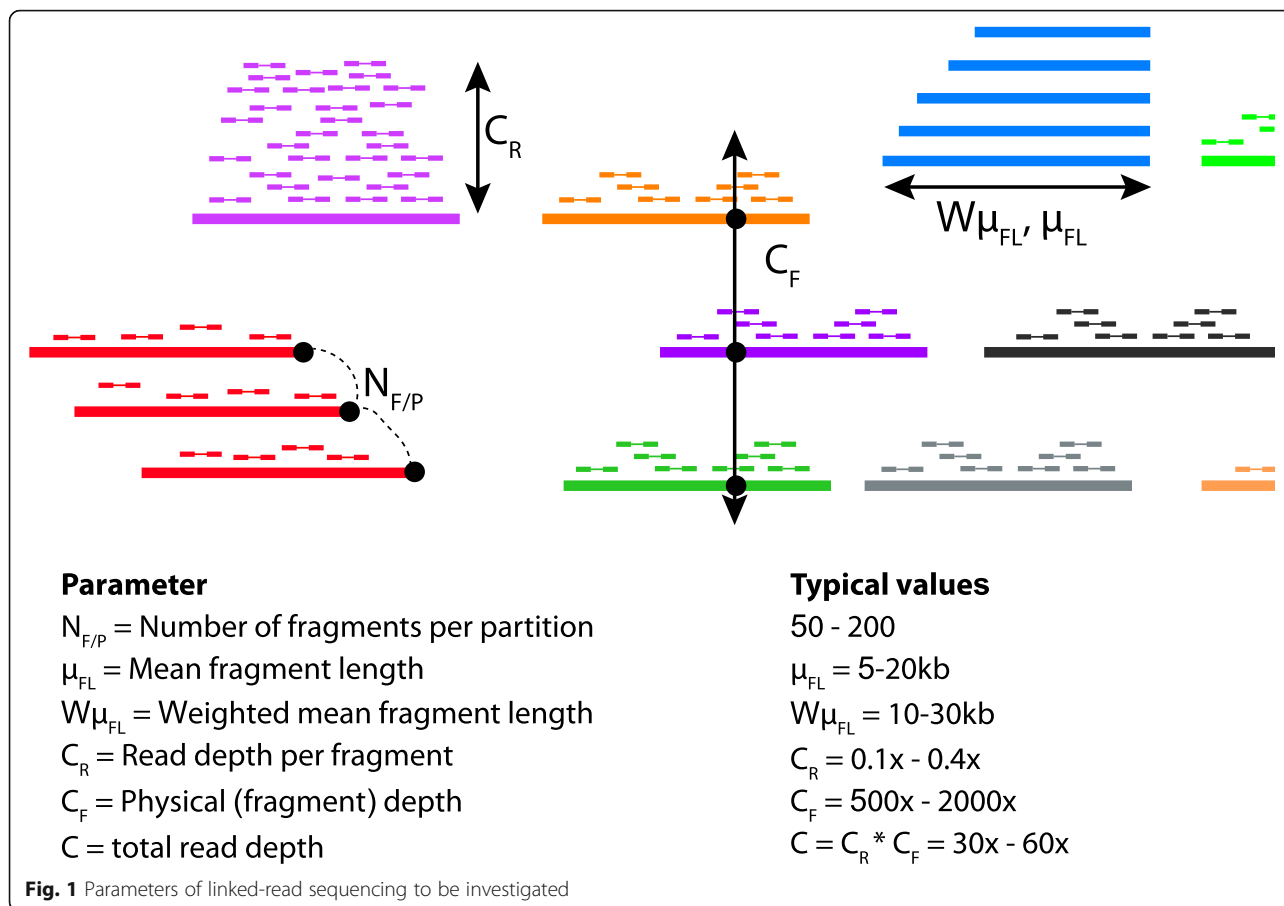 C_R
Wμ_FL, μ_FL
C_F
N_F/P
Parameter
N_F/P = Number of fragments per partition
μ_FL = Mean fragment length
Wμ_FL = Weighted mean fragment length
C_R = Read depth per fragment
C_F = Physical (fragment) depth
C = total read depth
Typical values
50 - 200
μ_FL = 5-20kb
Wμ_FL = 10-30kb
C_R = 0.1x - 0.4x
C_F = 500x - 2000x
C = C_R * C_F = 30x - 60x
Fig. 1 Parameters of linked-read sequencing to be investigated